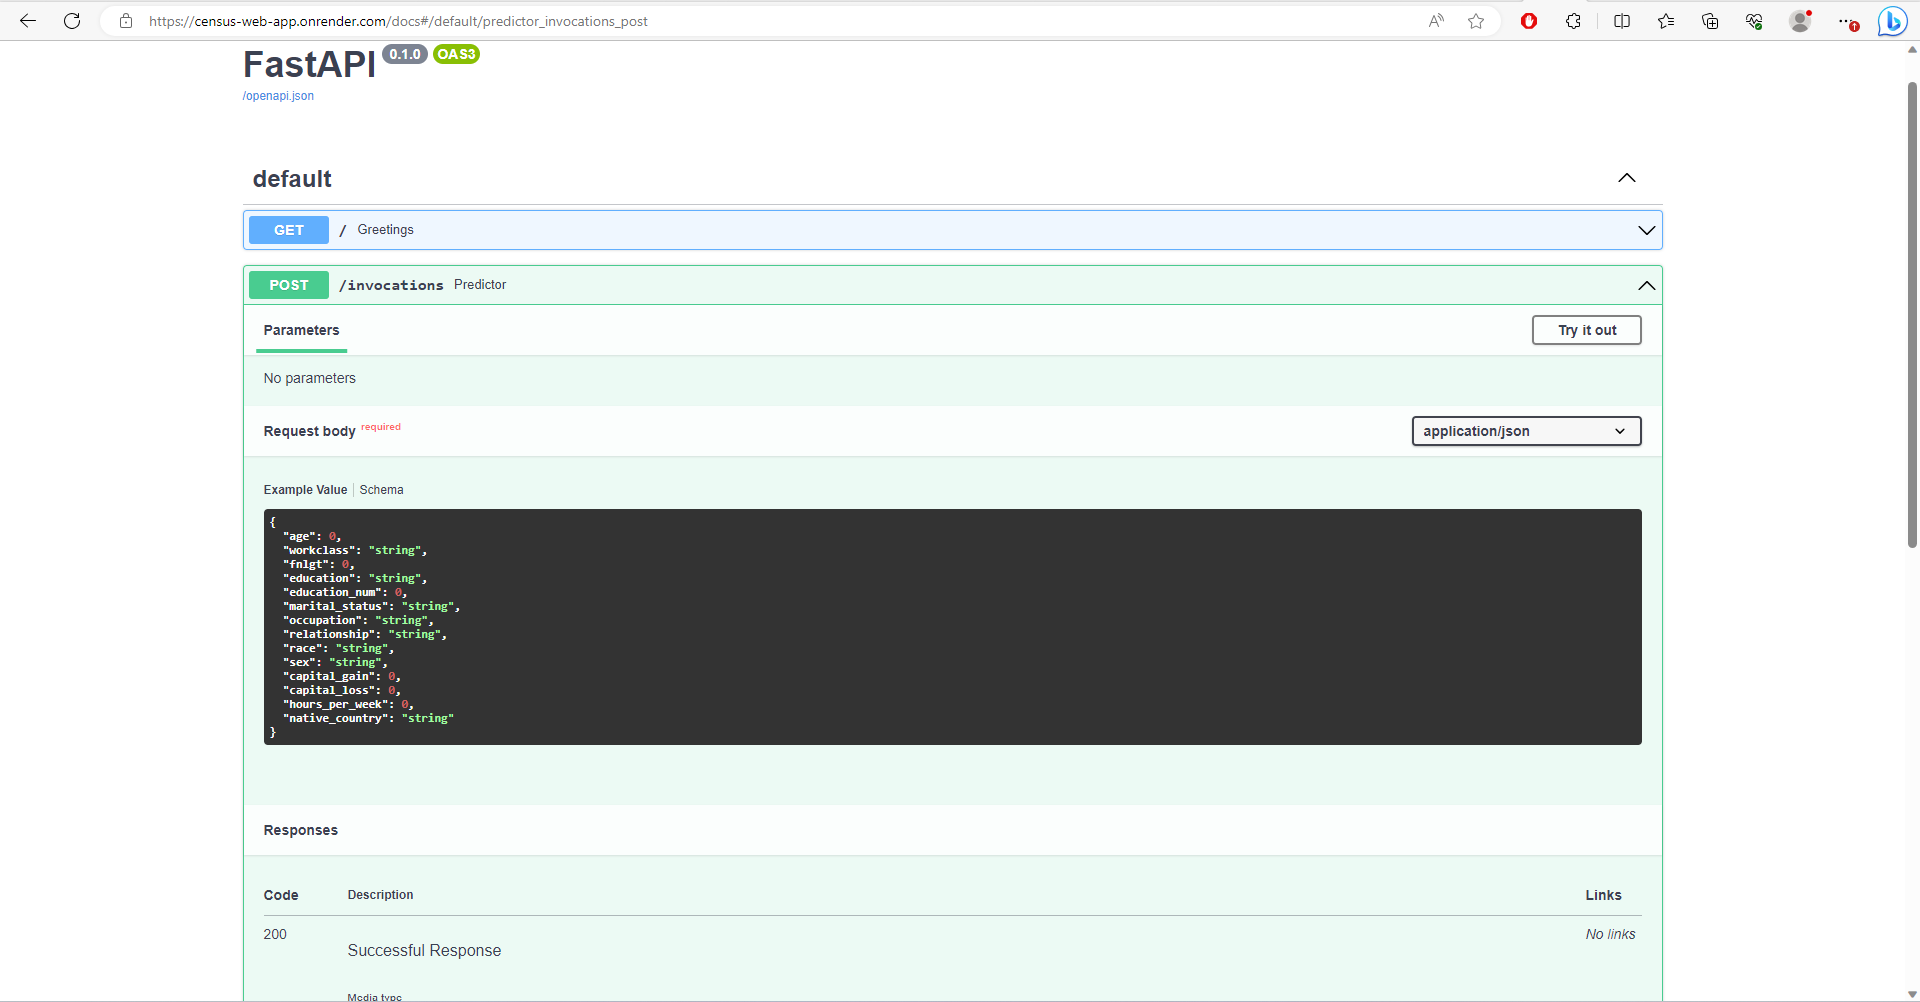 https://census-web-app.onrender.com/docs#/default/predictor_invocations_post
FastAPI 0.1.0 OAS3
/openapi.json
default
GET / Greetings
POST /invocations Predictor
Parameters
Try it out
No parameters
Request body required
application/json
Example Value Schema
{
  "age": 0,
  "workclass": "string",
  "fnlgt": 0,
  "education": "string",
  "education_num": 0,
  "marital_status": "string",
  "occupation": "string",
  "relationship": "string",
  "race": "string",
  "sex": "string",
  "capital_gain": 0,
  "capital_loss": 0,
  "hours_per_week": 0,
  "native_country": "string"
}
Responses
Code Description Links
200 Successful Response No links
Media type